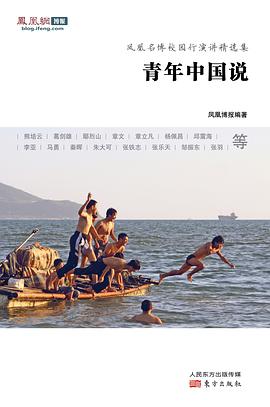 鳳凰網 博报
blog.ifeng.com
凤凰名博校园行演讲精选集
青年中国说
凤凰博报编著
熊培云 | 葛剑雄 | 鄢烈山 | 章文 | 章立凡 | 杨佩昌 | 邱震海 |
李亚 | 马勇 | 秦晖 | 朱大可 | 张铁志 | 张乐天 | 邹振东 | 张羽 |
等
人民东方出版传媒
東方出版社